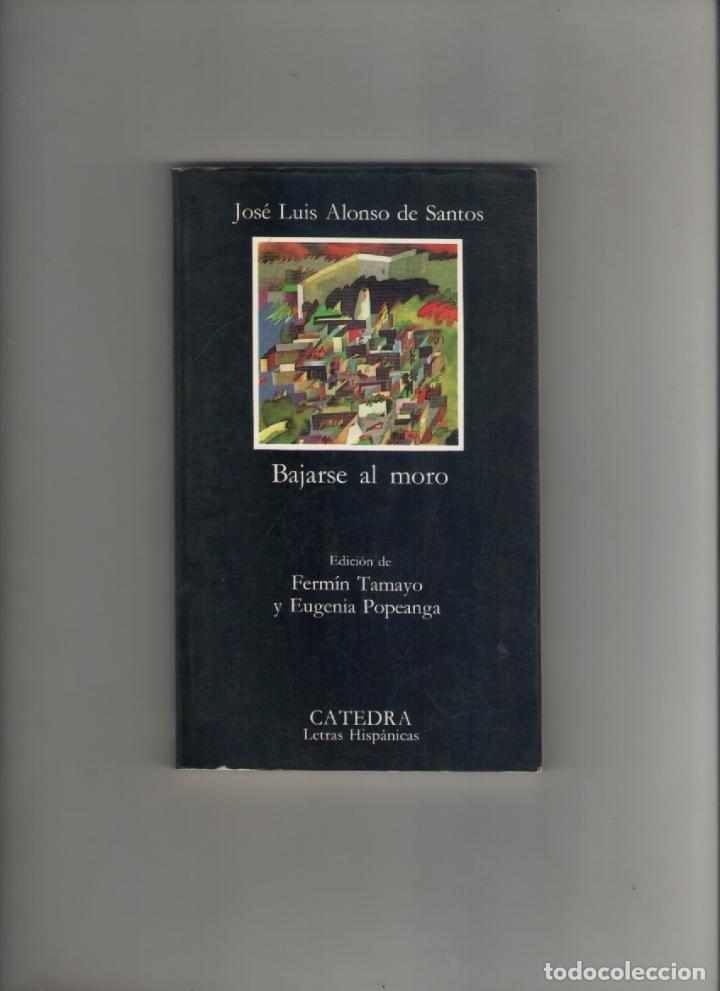 José Luis Alonso de Santos
Bajarse al moro
Edición de
Fermín Tamayo
y Eugenia Popeanga
CATEDRA
Letras Hispánicas
todocoleccion